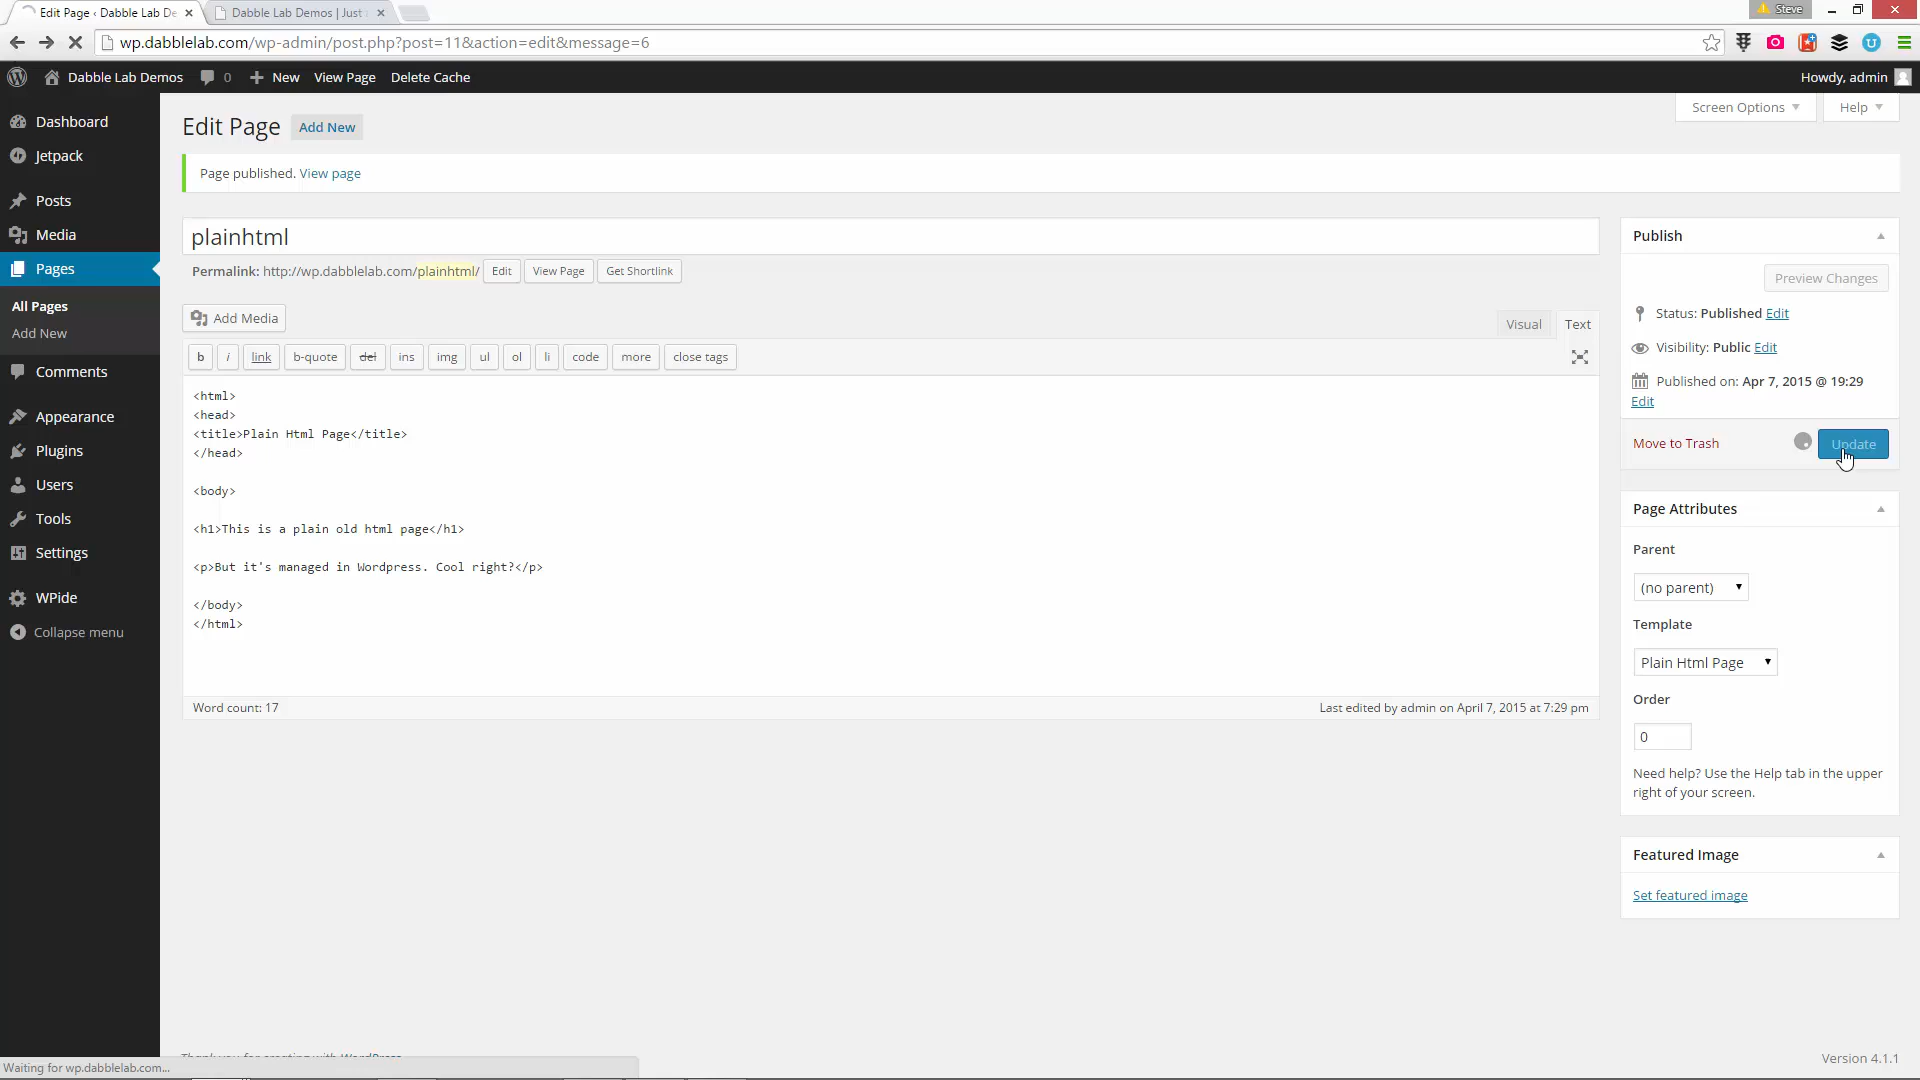 Edit Page ‹ Dabble Lab De
Dabble Lab Demos | Just
Steve
wp.dabblelab.com/wp-admin/post.php?post=11&action=edit&message=6
Dabble Lab Demos
0
New
View Page
Delete Cache
Howdy, admin
Screen Options
Help
Dashboard
Jetpack
Posts
Media
Pages
All Pages
Add New
Comments
Appearance
Plugins
Users
Tools
Settings
WPide
Collapse menu
Edit Page
Add New
Page published. View page
plainhtml
Permalink: http://wp.dabblelab.com/plainhtml/
Edit
View Page
Get Shortlink
Add Media
Visual
Text
b
i
link
b-quote
del
ins
img
ul
ol
li
code
more
close tags
<html>
<head>
<title>Plain Html Page</title>
</head>
<body>
<h1>This is a plain old html page</h1>
<p>But it's managed in Wordpress. Cool right?</p>
</body>
</html>
Word count: 17
Last edited by admin on April 7, 2015 at 7:29 pm
Publish
Preview Changes
Status: Published Edit
Visibility: Public Edit
Published on: Apr 7, 2015 @ 19:29
Edit
Move to Trash
Update
Page Attributes
Parent
(no parent)
Template
Plain Html Page
Order
0
Need help? Use the Help tab in the upper
right of your screen.
Featured Image
Set featured image
Thank you for creating with WordPress
Version 4.1.1
Waiting for wp.dabblelab.com...